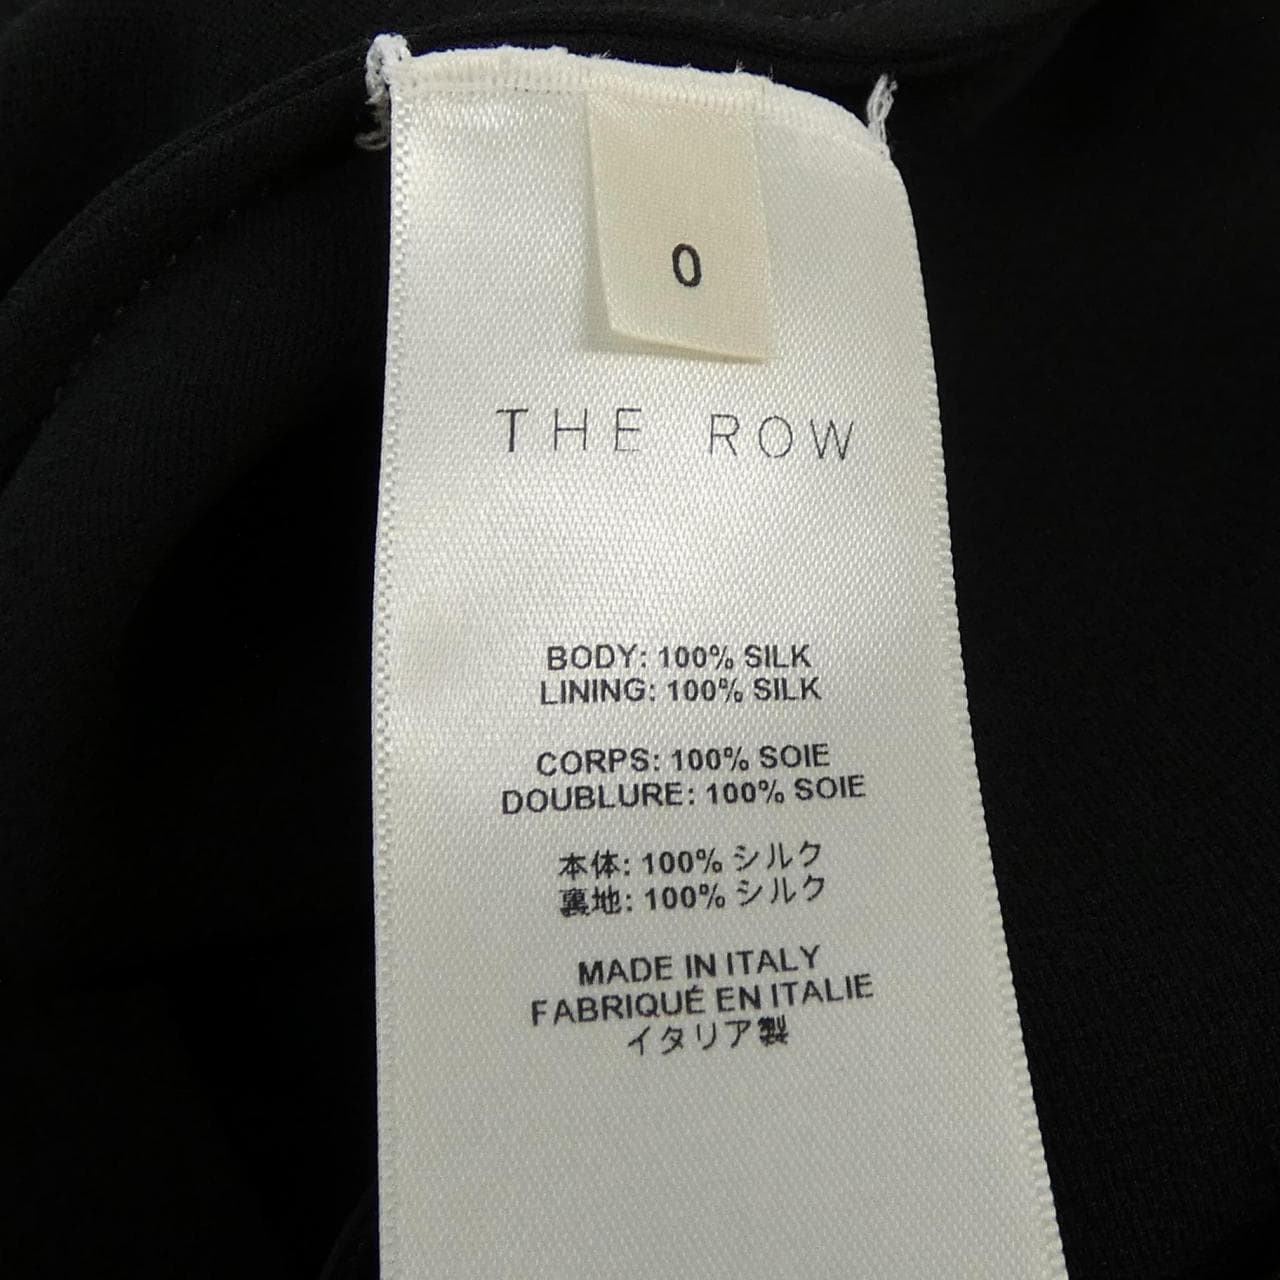 0
THE ROW
BODY: 100% SILK
LINING: 100% SILK
CORPS: 100% SOIE
DOUBLURE: 100% SOIE
本体: 100% シルク
裏地: 100% シルク
MADE IN ITALY
FABRIQUÉ EN ITALIE
イタリア製